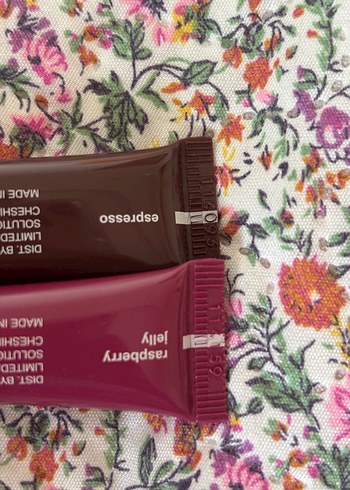 espresso
DIST. BY
LIMITED
SOLUTIO
CHESHI
MADE IN
raspberry
jelly
DIST. BY
LIMITED
SOLUTIO
CHESHI
MADE IN